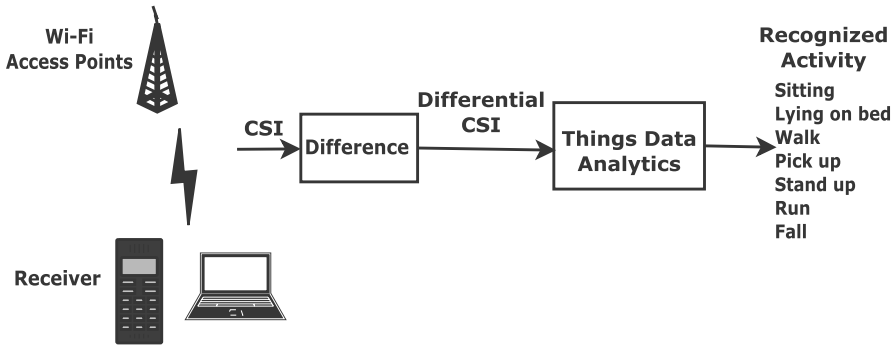 Wi-Fi
Access Points
Receiver
CSI
Difference
Differential
CSI
Things Data
Analytics
Recognized
Activity
Sitting
Lying on bed
Walk
Pick up
Stand up
Run
Fall